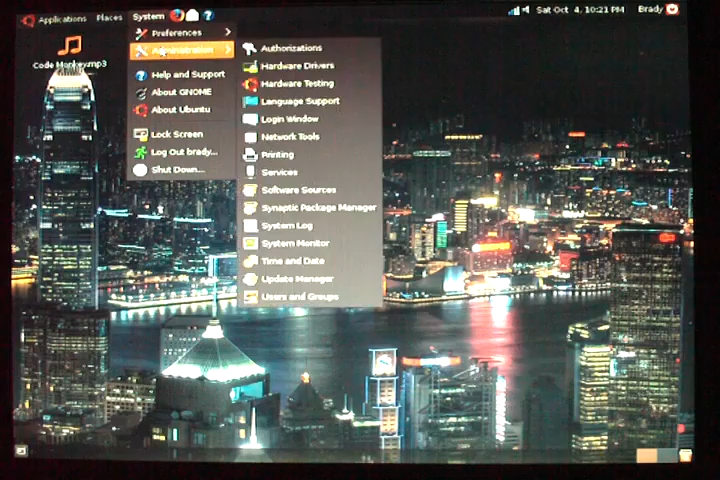 Applications Places System Sat Oct 4, 10:21 PM Brady
Code Monkey.mp3
Preferences
Administration
Help and Support
About GNOME
About Ubuntu
Lock Screen
Log Out brady...
Shut Down...
Authorizations
Hardware Drivers
Hardware Testing
Language Support
Login Window
Network Tools
Printing
Services
Software Sources
Synaptic Package Manager
System Log
System Monitor
Time and Date
Update Manager
Users and Groups